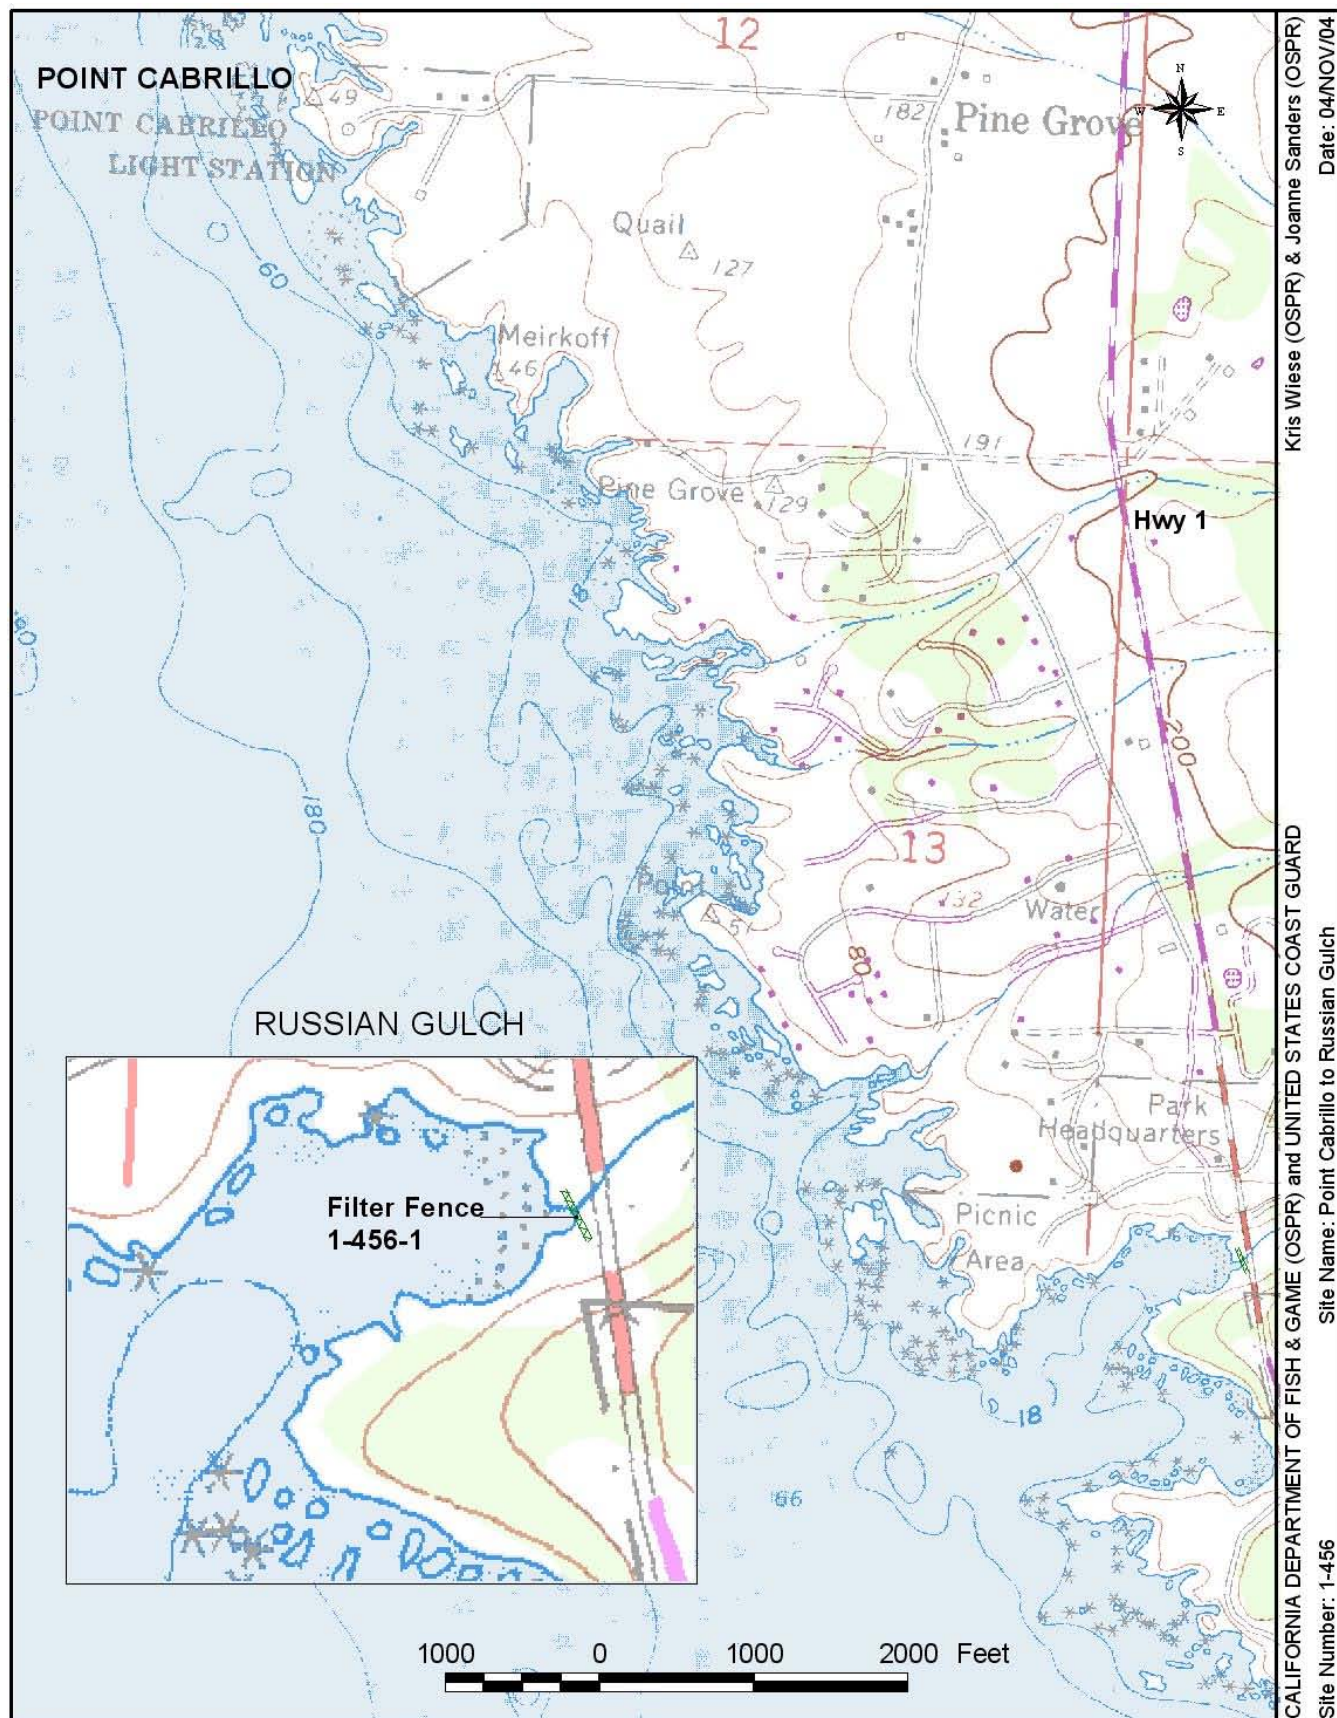 12
POINT CABRILLO
49
POINT CABRILLO
LIGHT STATION
182
Pine Grove
N
W
E
S
Quail
127
60
Meirkoff
46
191
Pine Grove
129
Hwy 1
18
200
180
13
Point
51
132
Water
80
RUSSIAN GULCH
Park
Headquarters
Filter Fence
1-456-1
Picnic
Area
18
66
1000
0
1000
2000 Feet
CALIFORNIA DEPARTMENT OF FISH & GAME (OSPR) and UNITED STATES COAST GUARD
Kris Wiese (OSPR) & Joanne Sanders (OSPR)
Site Number: 1-456
Site Name: Point Cabrillo to Russian Gulch
Date: 04/NOV/04